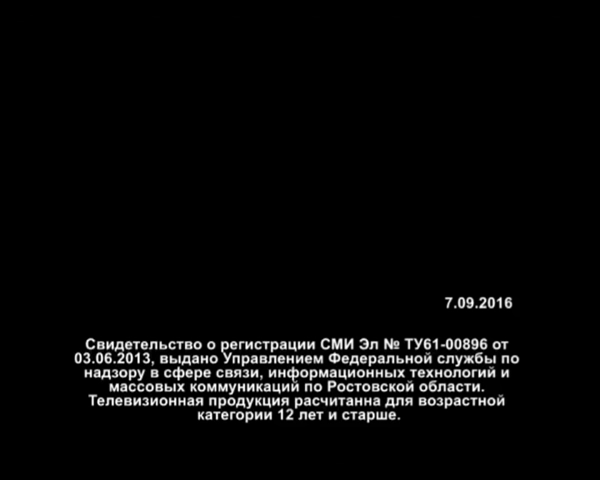 7.09.2016
Свидетельство о регистрации СМИ Эл № ТУ61-00896 от
03.06.2013, выдано Управлением Федеральной службы по
надзору в сфере связи, информационных технологий и
массовых коммуникаций по Ростовской области.
Телевизионная продукция расчитанна для возрастной
категории 12 лет и старше.